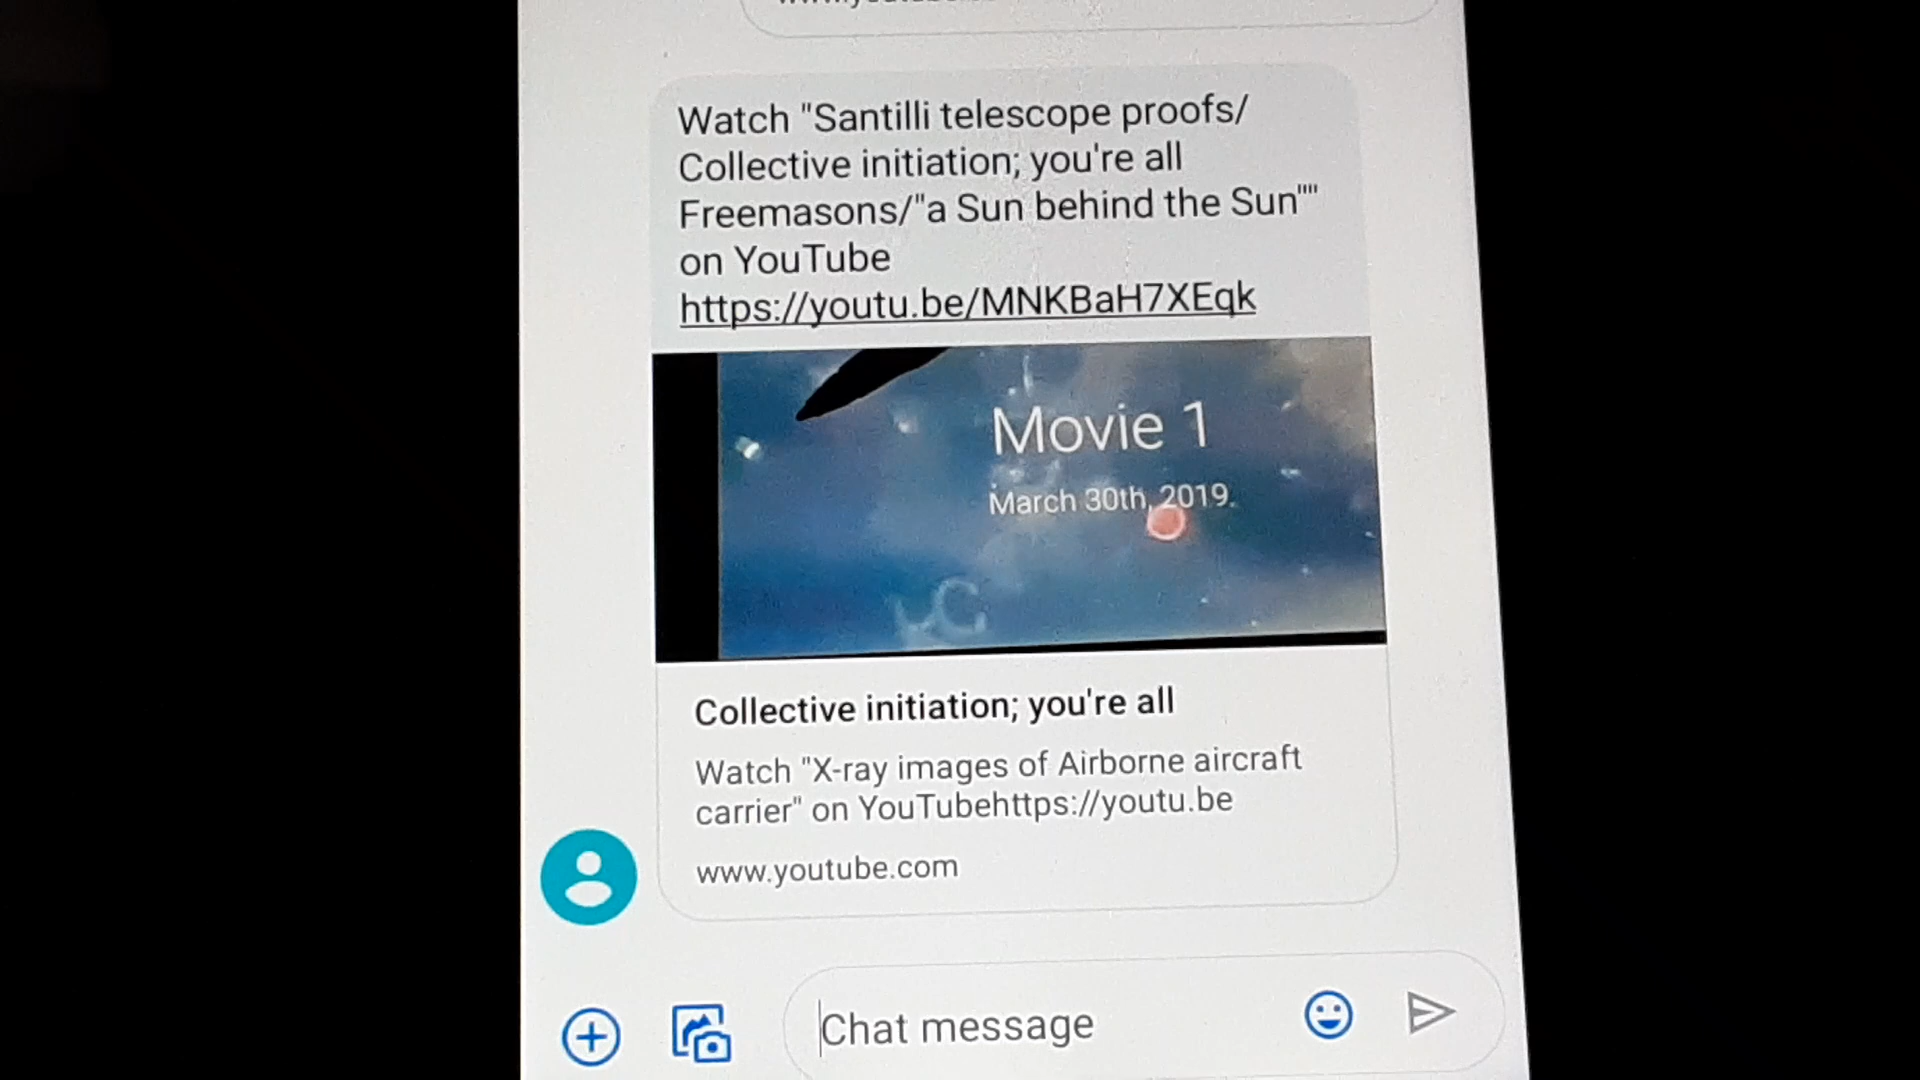 Watch "Santilli telescope proofs/
Collective initiation; you're all
Freemasons/"a Sun behind the Sun""
on YouTube
https://youtu.be/MNKBaH7XEqk
Movie 1
March 30th, 2019.
Collective initiation; you're all
Watch "X-ray images of Airborne aircraft
carrier" on YouTubehttps://youtu.be
www.youtube.com
Chat message